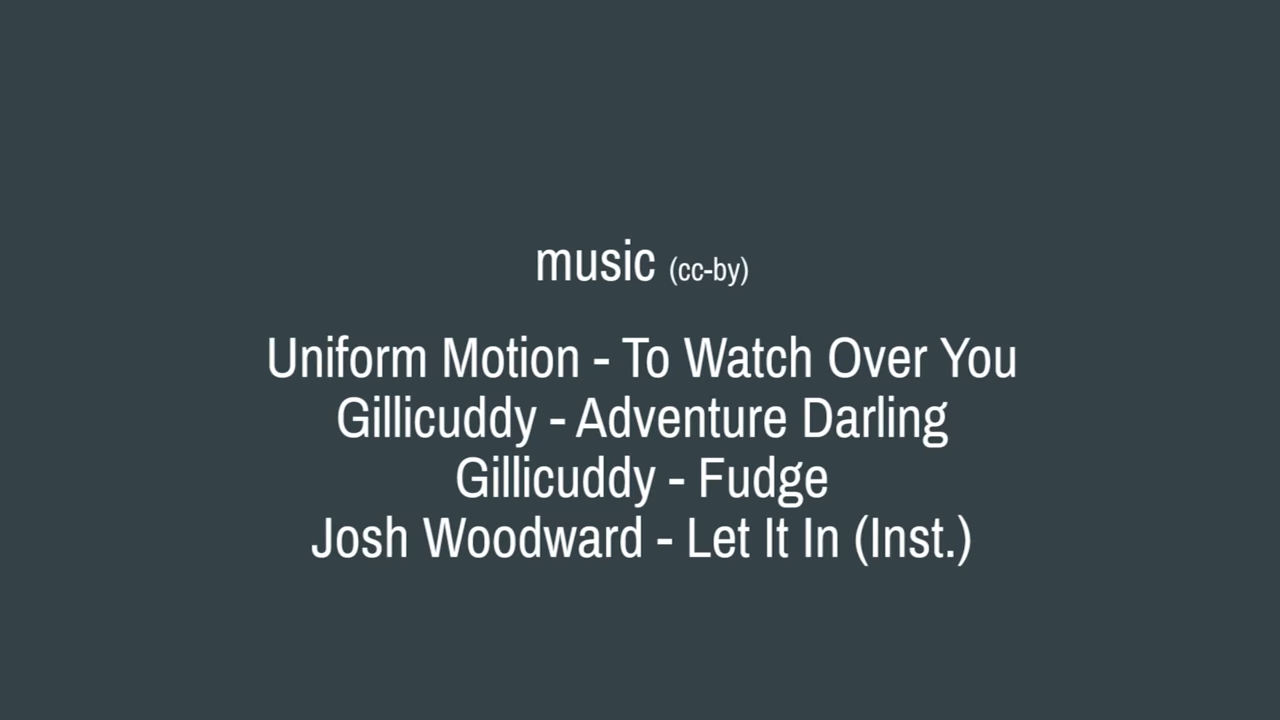 music (cc-by)
Uniform Motion - To Watch Over You
Gillicuddy - Adventure Darling
Gillicuddy - Fudge
Josh Woodward - Let It In (Inst.)